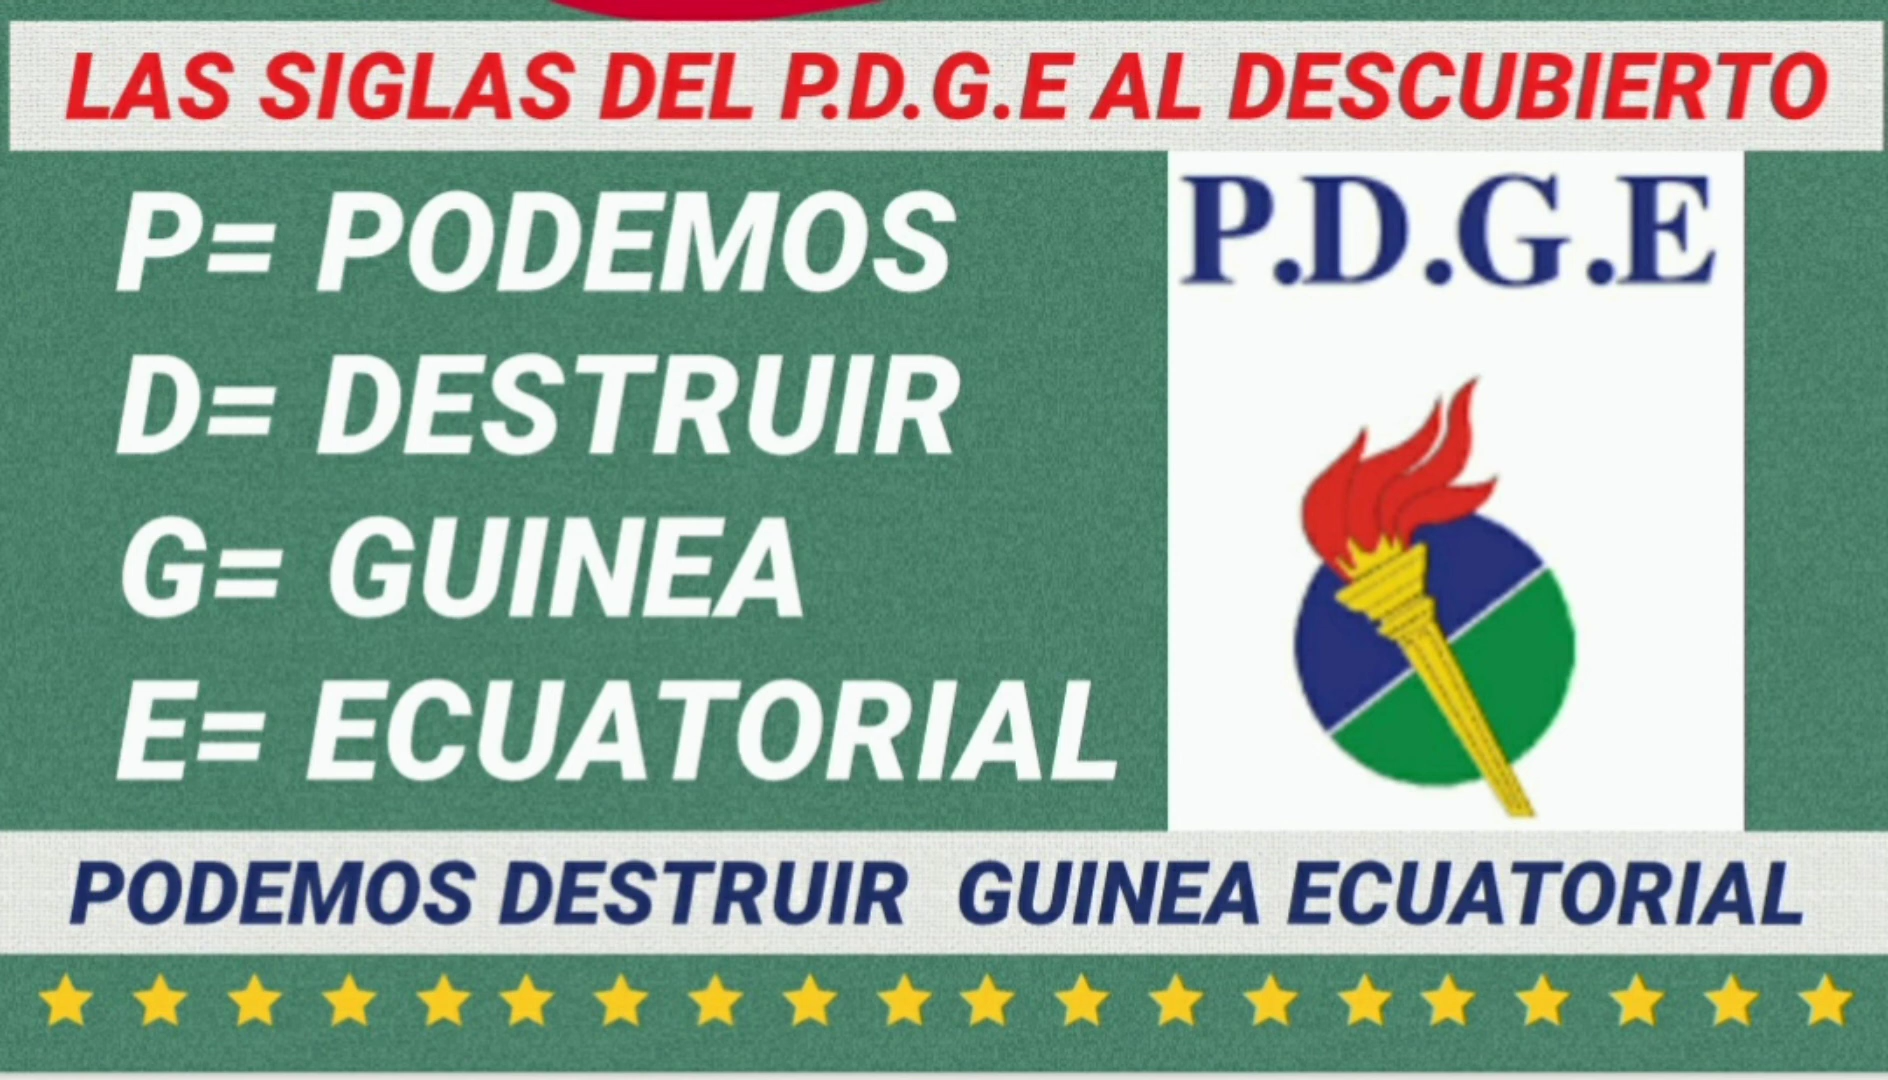 LAS SIGLAS DEL P.D.G.E AL DESCUBIERTO
P.D.G.E
P= PODEMOS
D= DESTRUIR
G= GUINEA
E= ECUATORIAL
PODEMOS DESTRUIR GUINEA ECUATORIAL